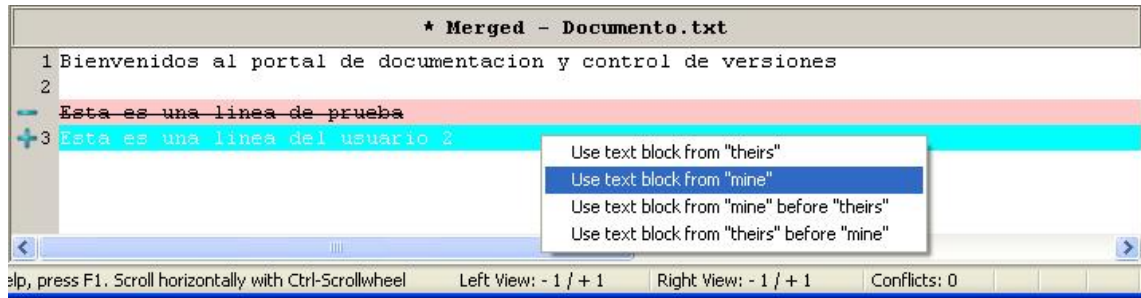 * Merged - Documento.txt
1 Bienvenidos al portal de documentacion y control de versiones
2
- Esta es una linea de prueba
+3 Esta es una linea del usuario 2
Use text block from "theirs"
Use text block from "mine"
Use text block from "mine" before "theirs"
Use text block from "theirs" before "mine"
elp, press F1. Scroll horizontally with Ctrl-Scrollwheel Left View: - 1 / + 1 Right View: - 1 / + 1 Conflicts: 0